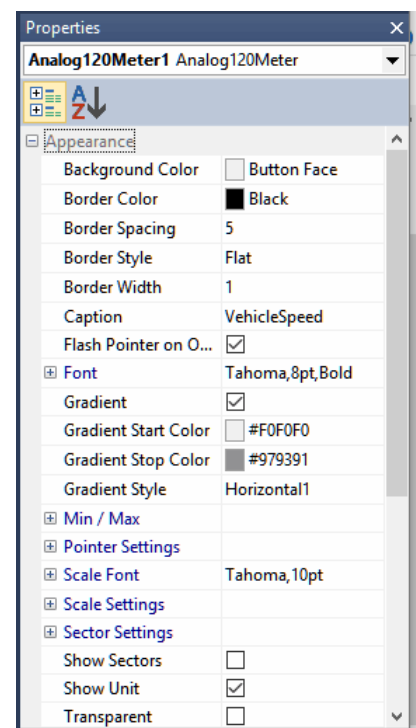 Properties
Analog120Meter1 Analog120Meter
A
Z
Appearance
Background Color Button Face
Border Color Black
Border Spacing 5
Border Style Flat
Border Width 1
Caption VehicleSpeed
Flash Pointer on O...
Font Tahoma,8pt,Bold
Gradient
Gradient Start Color #F0F0F0
Gradient Stop Color #979391
Gradient Style Horizontal1
Min / Max
Pointer Settings
Scale Font Tahoma,10pt
Scale Settings
Sector Settings
Show Sectors
Show Unit
Transparent